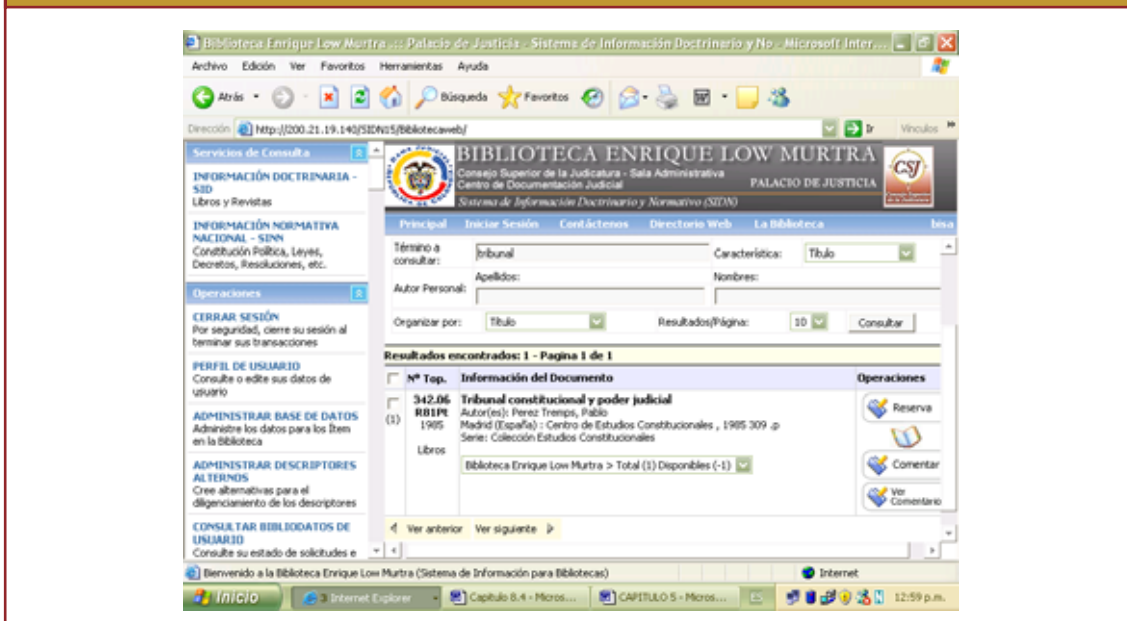 Biblioteca Enrique Low Murtra .:: Palacio de Justicia - Sistema de Información Doctrinario y No - Microsoft Inter...
Archivo Edición Ver Favoritos Herramientas Ayuda
Atrás Búsqueda Favoritos
Dirección http://200.21.19.140/SIDN15/Bibliotecaweb/ Ir Vínculos »
Servicios de Consulta
INFORMACIÓN DOCTRINARIA -
SID
Libros y Revistas
INFORMACIÓN NORMATIVA
NACIONAL - SINN
Constitución Política, Leyes,
Decretos, Resoluciones, etc.
Operaciones
CERRAR SESIÓN
Por seguridad, cierre su sesión al
terminar sus transacciones
PERFIL DE USUARIO
Consulte o edite sus datos de
usuario
ADMINISTRAR BASE DE DATOS
Administre los datos para los Ítem
en la Biblioteca
ADMINISTRAR DESCRIPTORES
ALTERNOS
Cree alternativas para el
diligenciamiento de los descriptores
CONSULTAR BIBLIODATOS DE
USUARIO
Consulte su estado de solicitudes e
BIBLIOTECA ENRIQUE LOW MURTRA
Consejo Superior de la Judicatura - Sala Administrativa
Centro de Documentación Judicial PALACIO DE JUSTICIA
Sistema de Información Doctrinario y Normativo (SIDN)
CSJ
Principal Iniciar Sesión Contáctenos Directorio Web La Biblioteca bisa
Término a consultar: tribunal Característica: Título
Apellidos: Nombres:
Autor Personal:
Organizar por: Título Resultados/Página: 10 Consultar
Resultados encontrados: 1 - Pagina 1 de 1
Nº Top. Información del Documento Operaciones
(1) 342.06 Tribunal constitucional y poder judicial Reserva
Autor(es): Perez Tremps, Pablo
1985 Madrid (España) : Centro de Estudios Constitucionales , 1985 309 .p
Serie: Colección Estudios Constitucionales
Libros
Biblioteca Enrique Low Murtra > Total (1) Disponibles (-1) Comentar
Ver Comentario
Ver anterior Ver siguiente
Bienvenido a la Biblioteca Enrique Low Murtra (Sistema de Información para Bibliotecas) Internet
Inicio 3 Internet Explorer Capítulo 8.4 - Micros... CAPITULO 5 - Micros... 12:59 p.m.